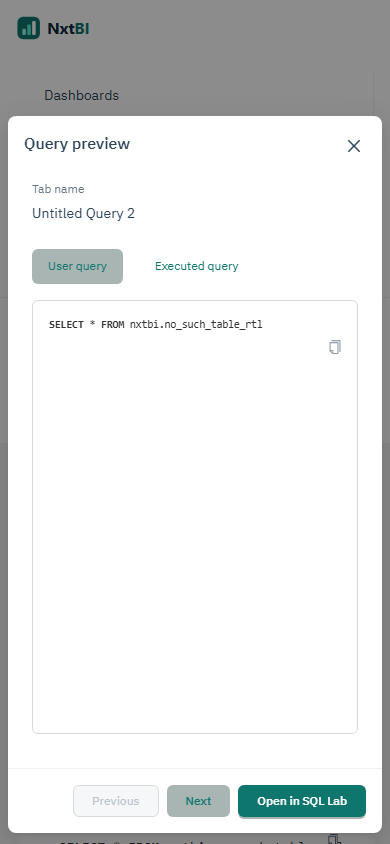 NxtBI
Dashboards
Query preview
Tab name
Untitled Query 2
User query
Executed query
SELECT * FROM nxtbi.no_such_table_rtl
Previous
Next
Open in SQL Lab